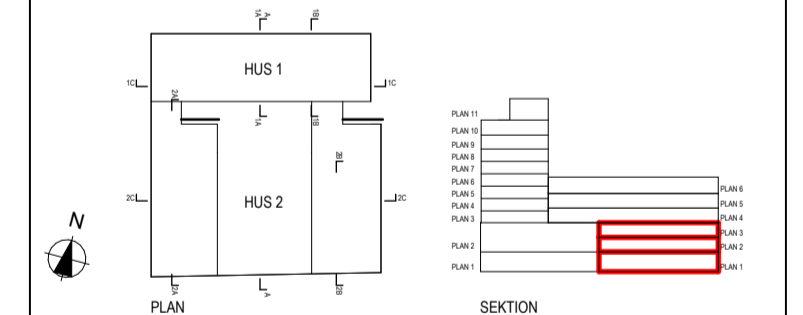 1A A 1B
HUS 1
1C 1C
2A
1A 1B
2B
2C HUS 2 2C
N
2A A 2B
PLAN
PLAN 11
PLAN 10
PLAN 9
PLAN 8
PLAN 7
PLAN 6
PLAN 5
PLAN 4
PLAN 3
PLAN 2
PLAN 1
PLAN 6
PLAN 5
PLAN 4
PLAN 3
PLAN 2
PLAN 1
SEKTION